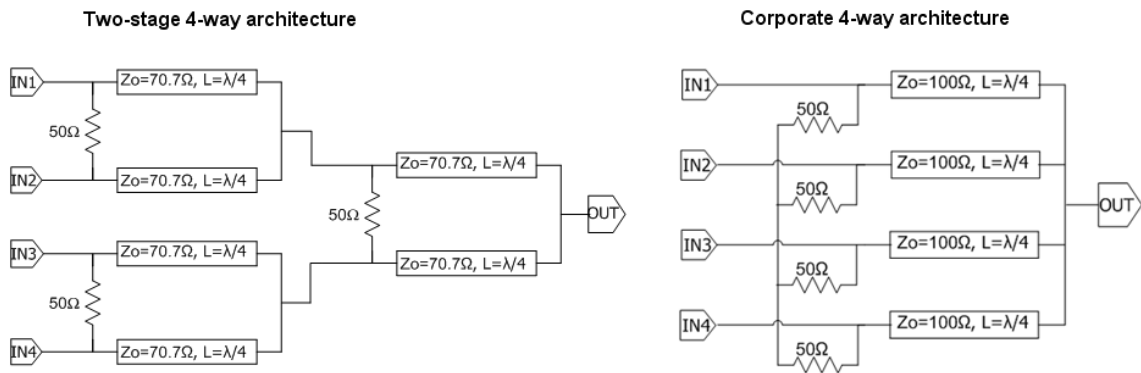 Two-stage 4-way architecture
IN1
Zo=70.7Ω, L=λ/4
50Ω
IN2
Zo=70.7Ω, L=λ/4
Zo=70.7Ω, L=λ/4
50Ω
OUT
IN3
Zo=70.7Ω, L=λ/4
Zo=70.7Ω, L=λ/4
50Ω
IN4
Zo=70.7Ω, L=λ/4
Corporate 4-way architecture
IN1
Zo=100Ω, L=λ/4
50Ω
IN2
Zo=100Ω, L=λ/4
50Ω
OUT
IN3
Zo=100Ω, L=λ/4
50Ω
IN4
Zo=100Ω, L=λ/4
50Ω